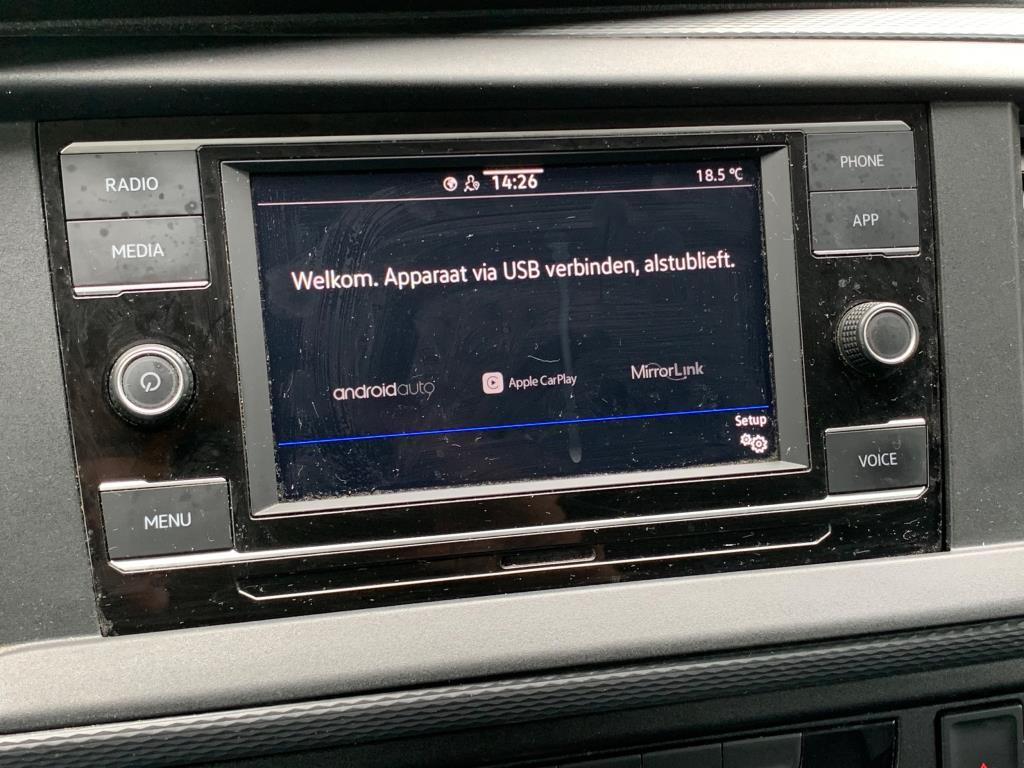 RADIO
MEDIA
14:26
18.5 °C
PHONE
APP
Welkom. Apparaat via USB verbinden, alstublieft.
androidauto
Apple CarPlay
MirrorLink
Setup
MENU
VOICE